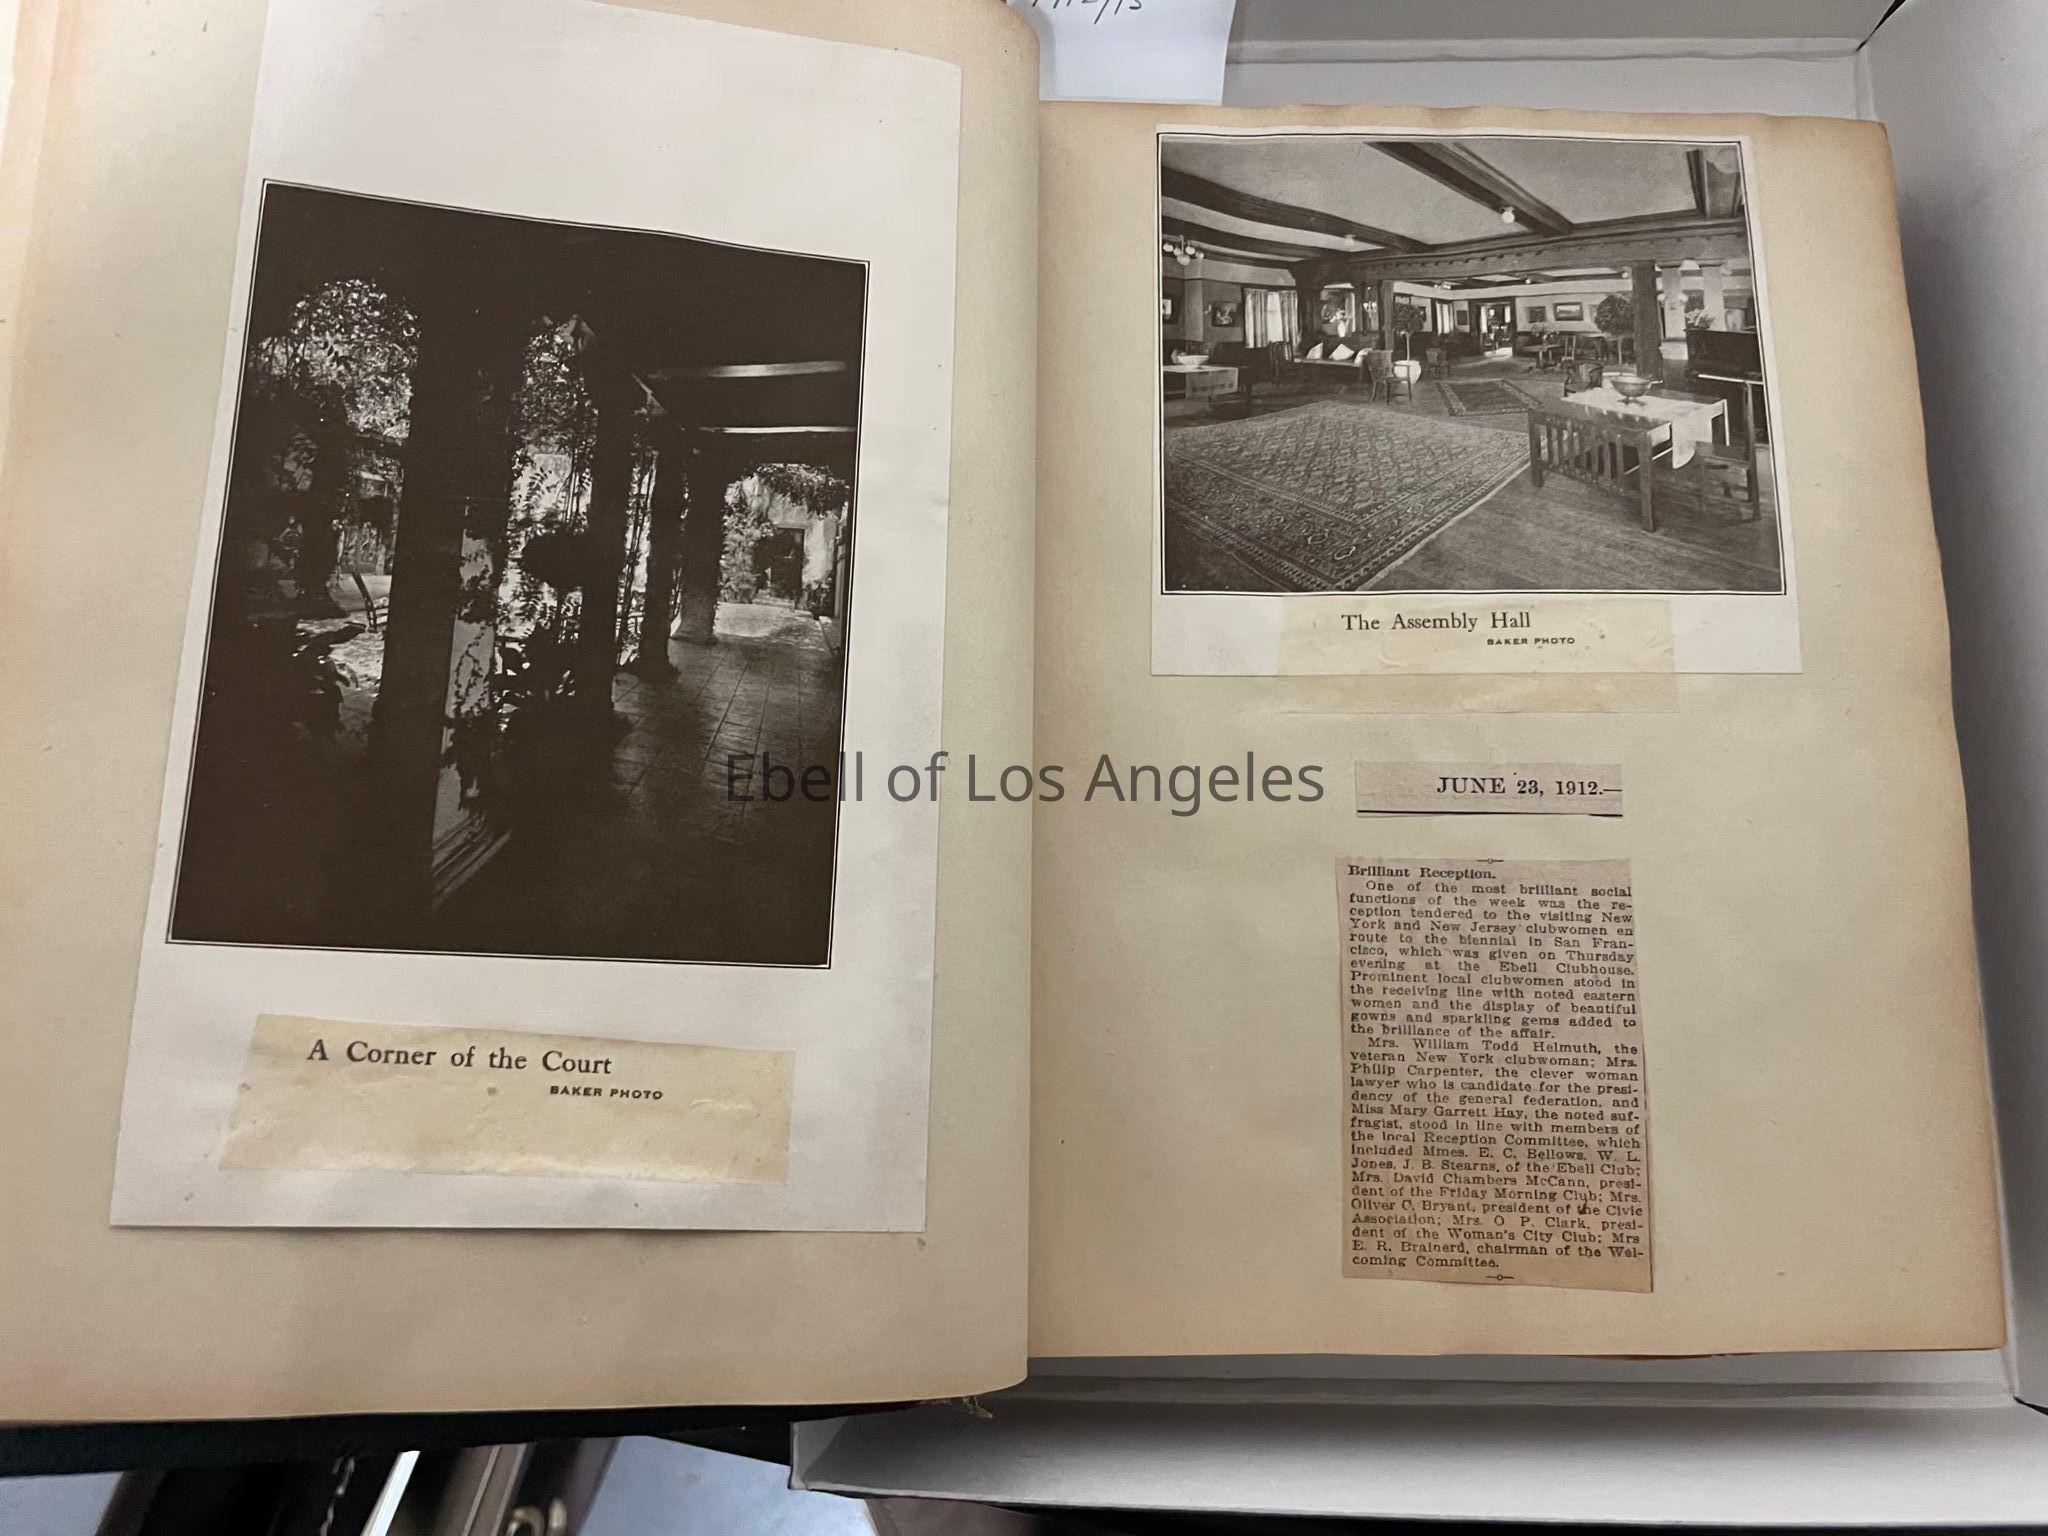 A Corner of the Court
BAKER PHOTO
The Assembly Hall
BAKER PHOTO
Ebell of Los Angeles
JUNE 23, 1912.—
Brilliant Reception.
One of the most brilliant social
functions of the week was the re-
ception tendered to the visiting New
York and New Jersey clubwomen en
route to the biennial in San Fran-
cisco, which was given on Thursday
evening at the Ebell Clubhouse.
Prominent local clubwomen stood in
the receiving line with noted eastern
women and the display of beautiful
gowns and sparkling gems added to
the brilliance of the affair.
Mrs. William Todd Helmuth, the
veteran New York clubwoman; Mrs.
Philip Carpenter, the clever woman
lawyer who is candidate for the presi-
dency of the general federation, and
Miss Mary Garrett Hay, the noted suf-
fragist, stood in line with members of
the local Reception Committee, which
included Mmes. E. C. Bellows, W. L.
Jones, J. B. Stearns, of the Ebell Club;
Mrs. David Chambers McCann, presi-
dent of the Friday Morning Club; Mrs.
Oliver C. Bryant, president of the Civic
Association; Mrs. O. P. Clark, presi-
dent of the Woman's City Club; Mrs
E. R. Brainerd, chairman of the Wel-
coming Committee.